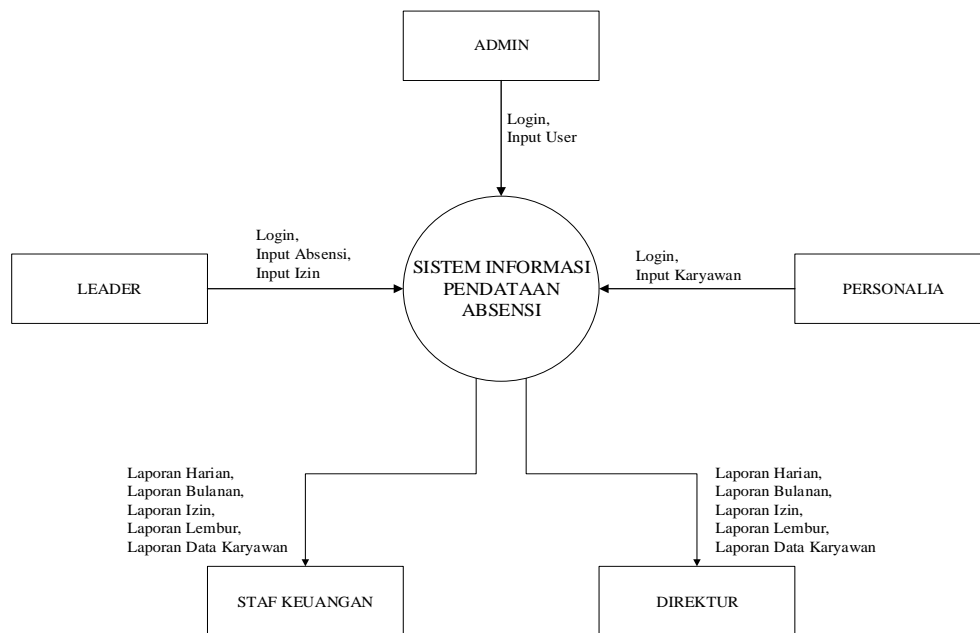 ADMIN
Login,
Input User
Login,
Input Absensi,
Input Izin
LEADER
SISTEM INFORMASI
PENDATAAN
ABSENSI
Login,
Input Karyawan
PERSONALIA
Laporan Harian,
Laporan Bulanan,
Laporan Izin,
Laporan Lembur,
Laporan Data Karyawan
Laporan Harian,
Laporan Bulanan,
Laporan Izin,
Laporan Lembur,
Laporan Data Karyawan
STAF KEUANGAN
DIREKTUR